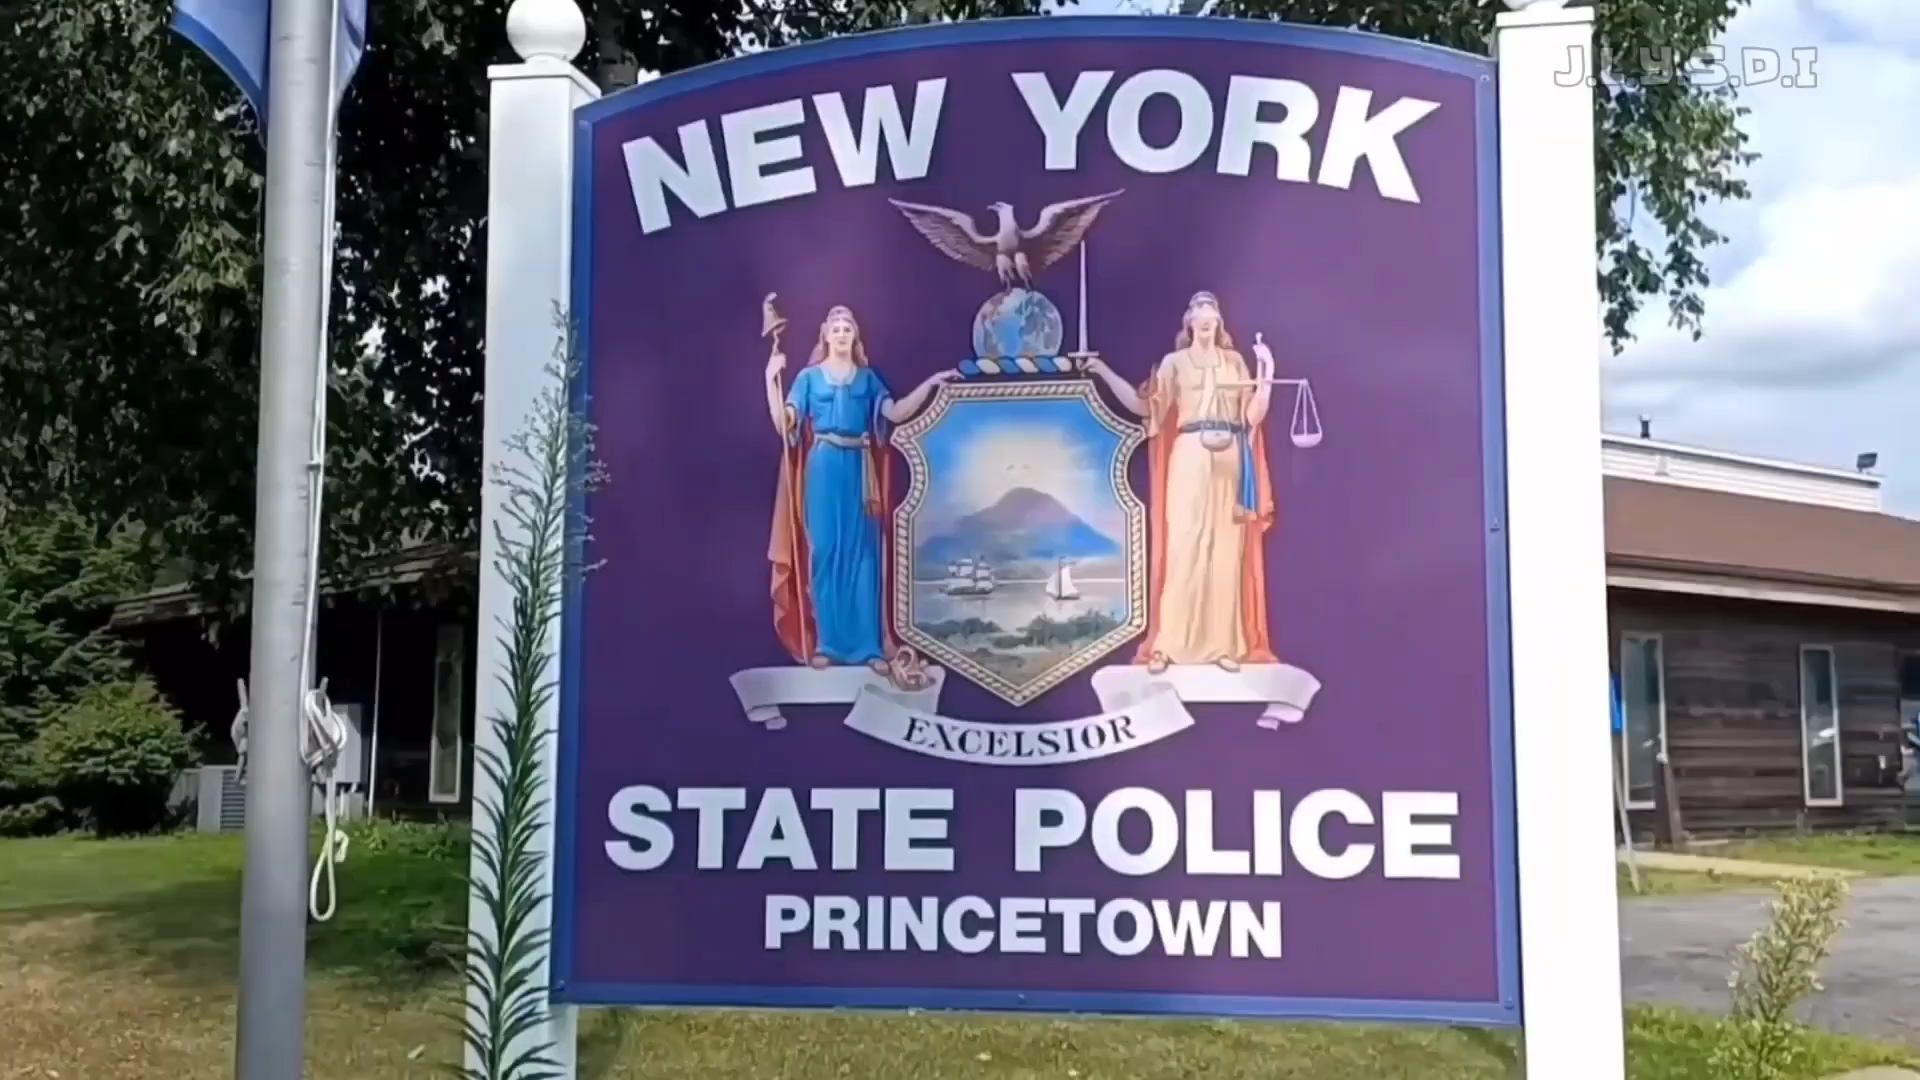 J.L.Y.S.D.I
NEW YORK
EXCELSIOR
STATE POLICE
PRINCETOWN